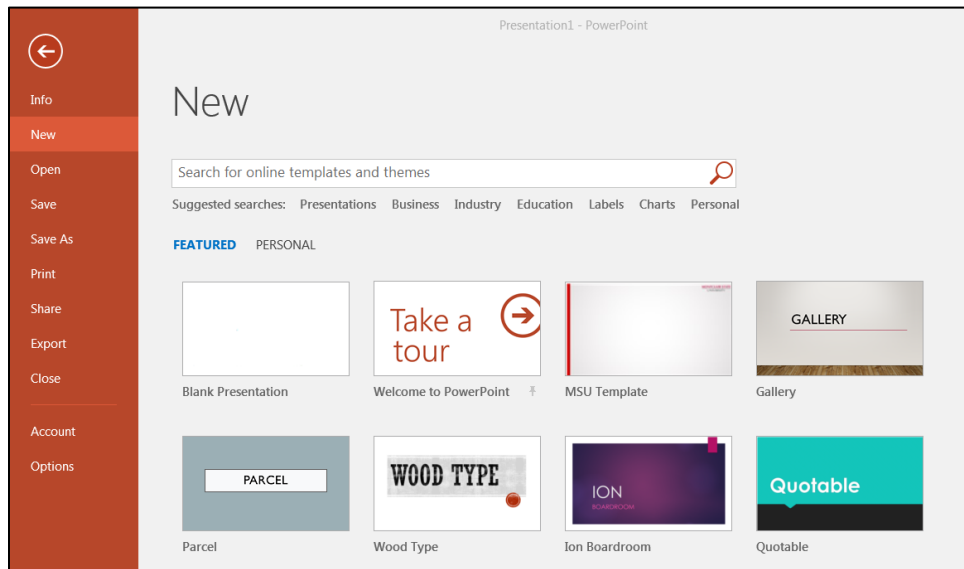 Presentation1 - PowerPoint
Info
New
Open
Save
Save As
Print
Share
Export
Close
Account
Options
New
Search for online templates and themes
Suggested searches: Presentations Business Industry Education Labels Charts Personal
FEATURED PERSONAL
Take a
tour
GALLERY
Blank Presentation Welcome to PowerPoint MSU Template Gallery
PARCEL
WOOD TYPE
ION
BOARDROOM
Quotable
Parcel Wood Type Ion Boardroom Quotable